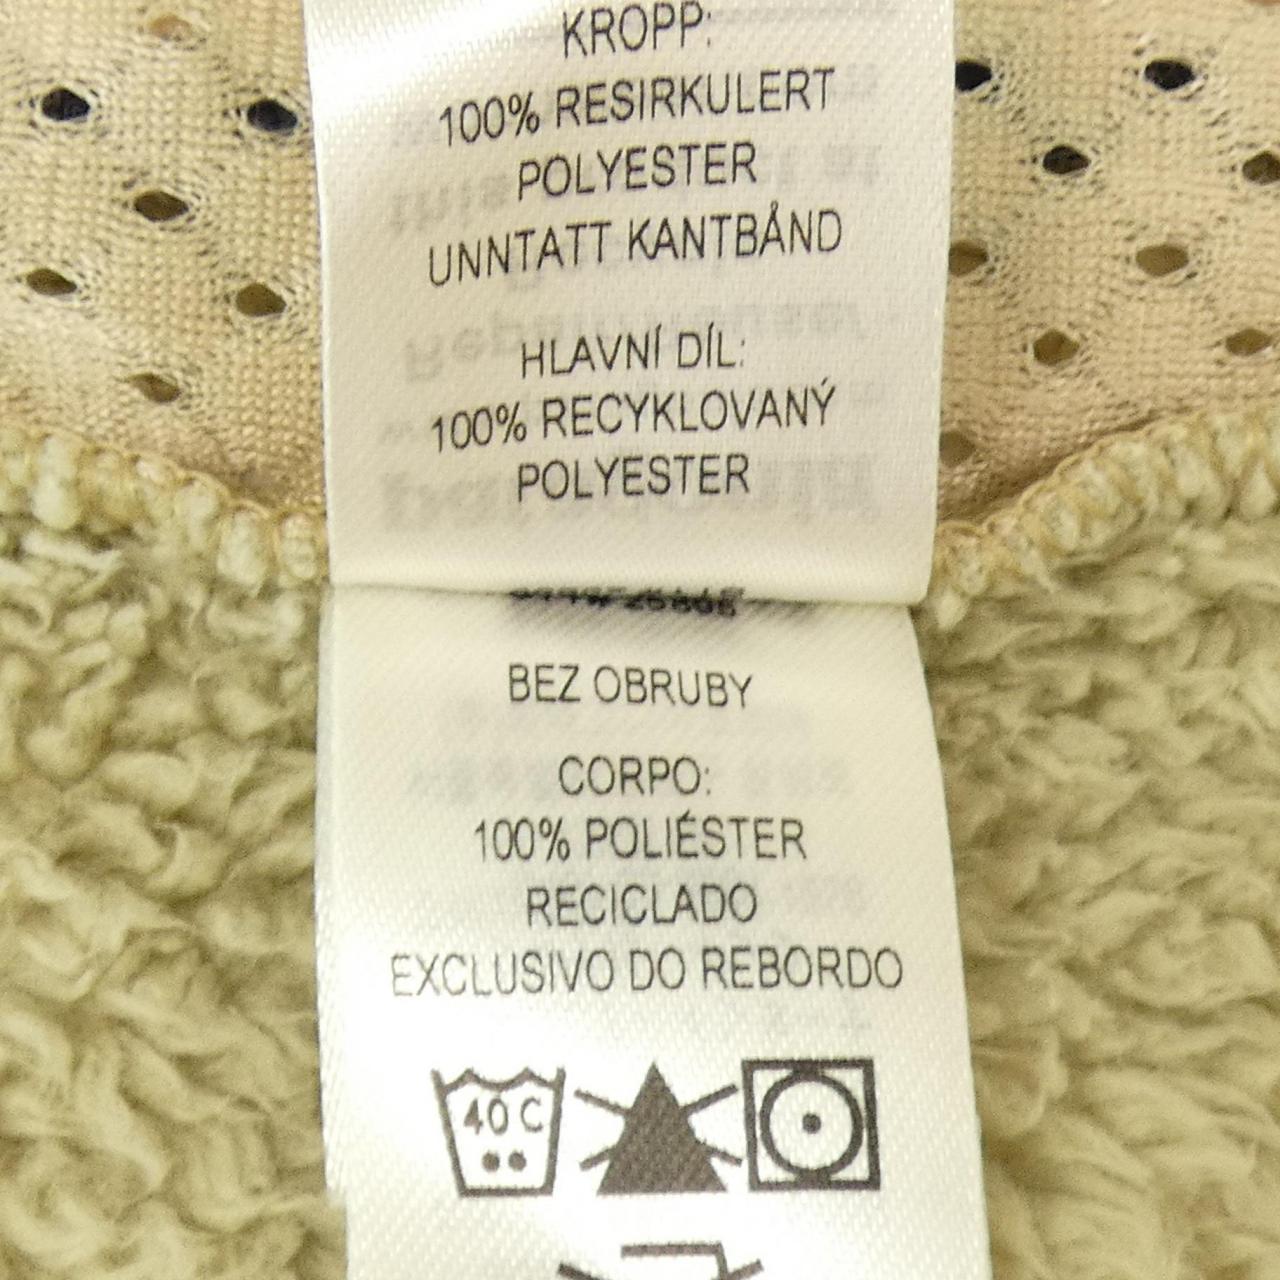 KROPP:
100% RESIRKULERT
POLYESTER
UNNTATT KANTBÅND
HLAVNÍ DÍL:
100% RECYKLOVANÝ
POLYESTER
BEZ OBRUBY
CORPO:
100% POLIÉSTER
RECICLADO
EXCLUSIVO DO REBORDO
40 C